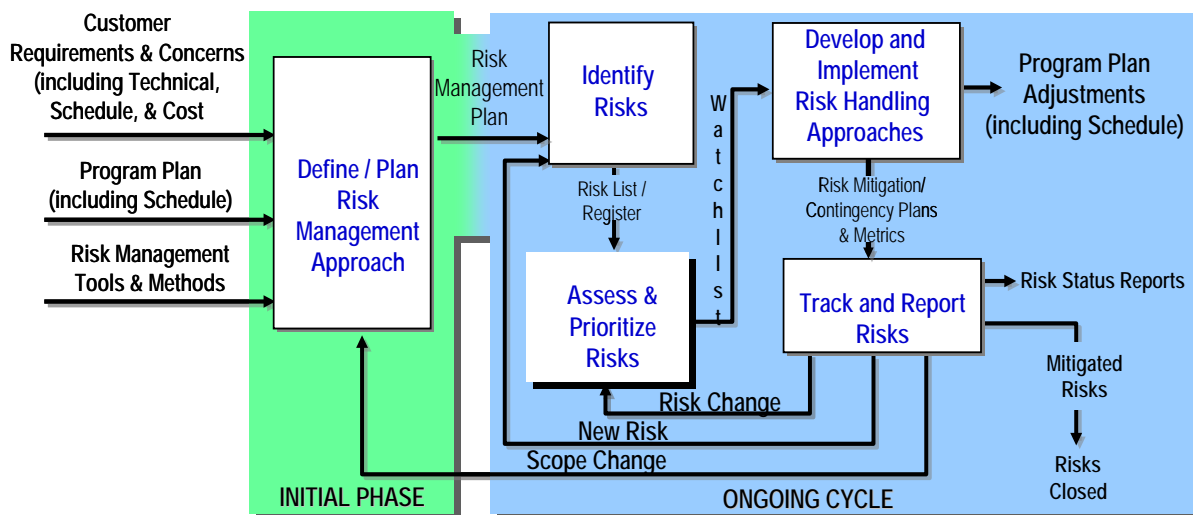 Customer
Requirements & Concerns
(including Technical,
Schedule, & Cost
Program Plan
(including Schedule)
Risk Management
Tools & Methods
Define / Plan
Risk
Management
Approach
INITIAL PHASE
Risk
Management
Plan
Identify
Risks
Risk List /
Register
Assess &
Prioritize
Risks
W
a
t
c
h
l
I
s
t
Develop and
Implement
Risk Handling
Approaches
Program Plan
Adjustments
(including Schedule)
Risk Mitigation/
Contingency Plans
& Metrics
Track and Report
Risks
Risk Status Reports
Mitigated
Risks
Risks
Closed
Risk Change
New Risk
Scope Change
ONGOING CYCLE